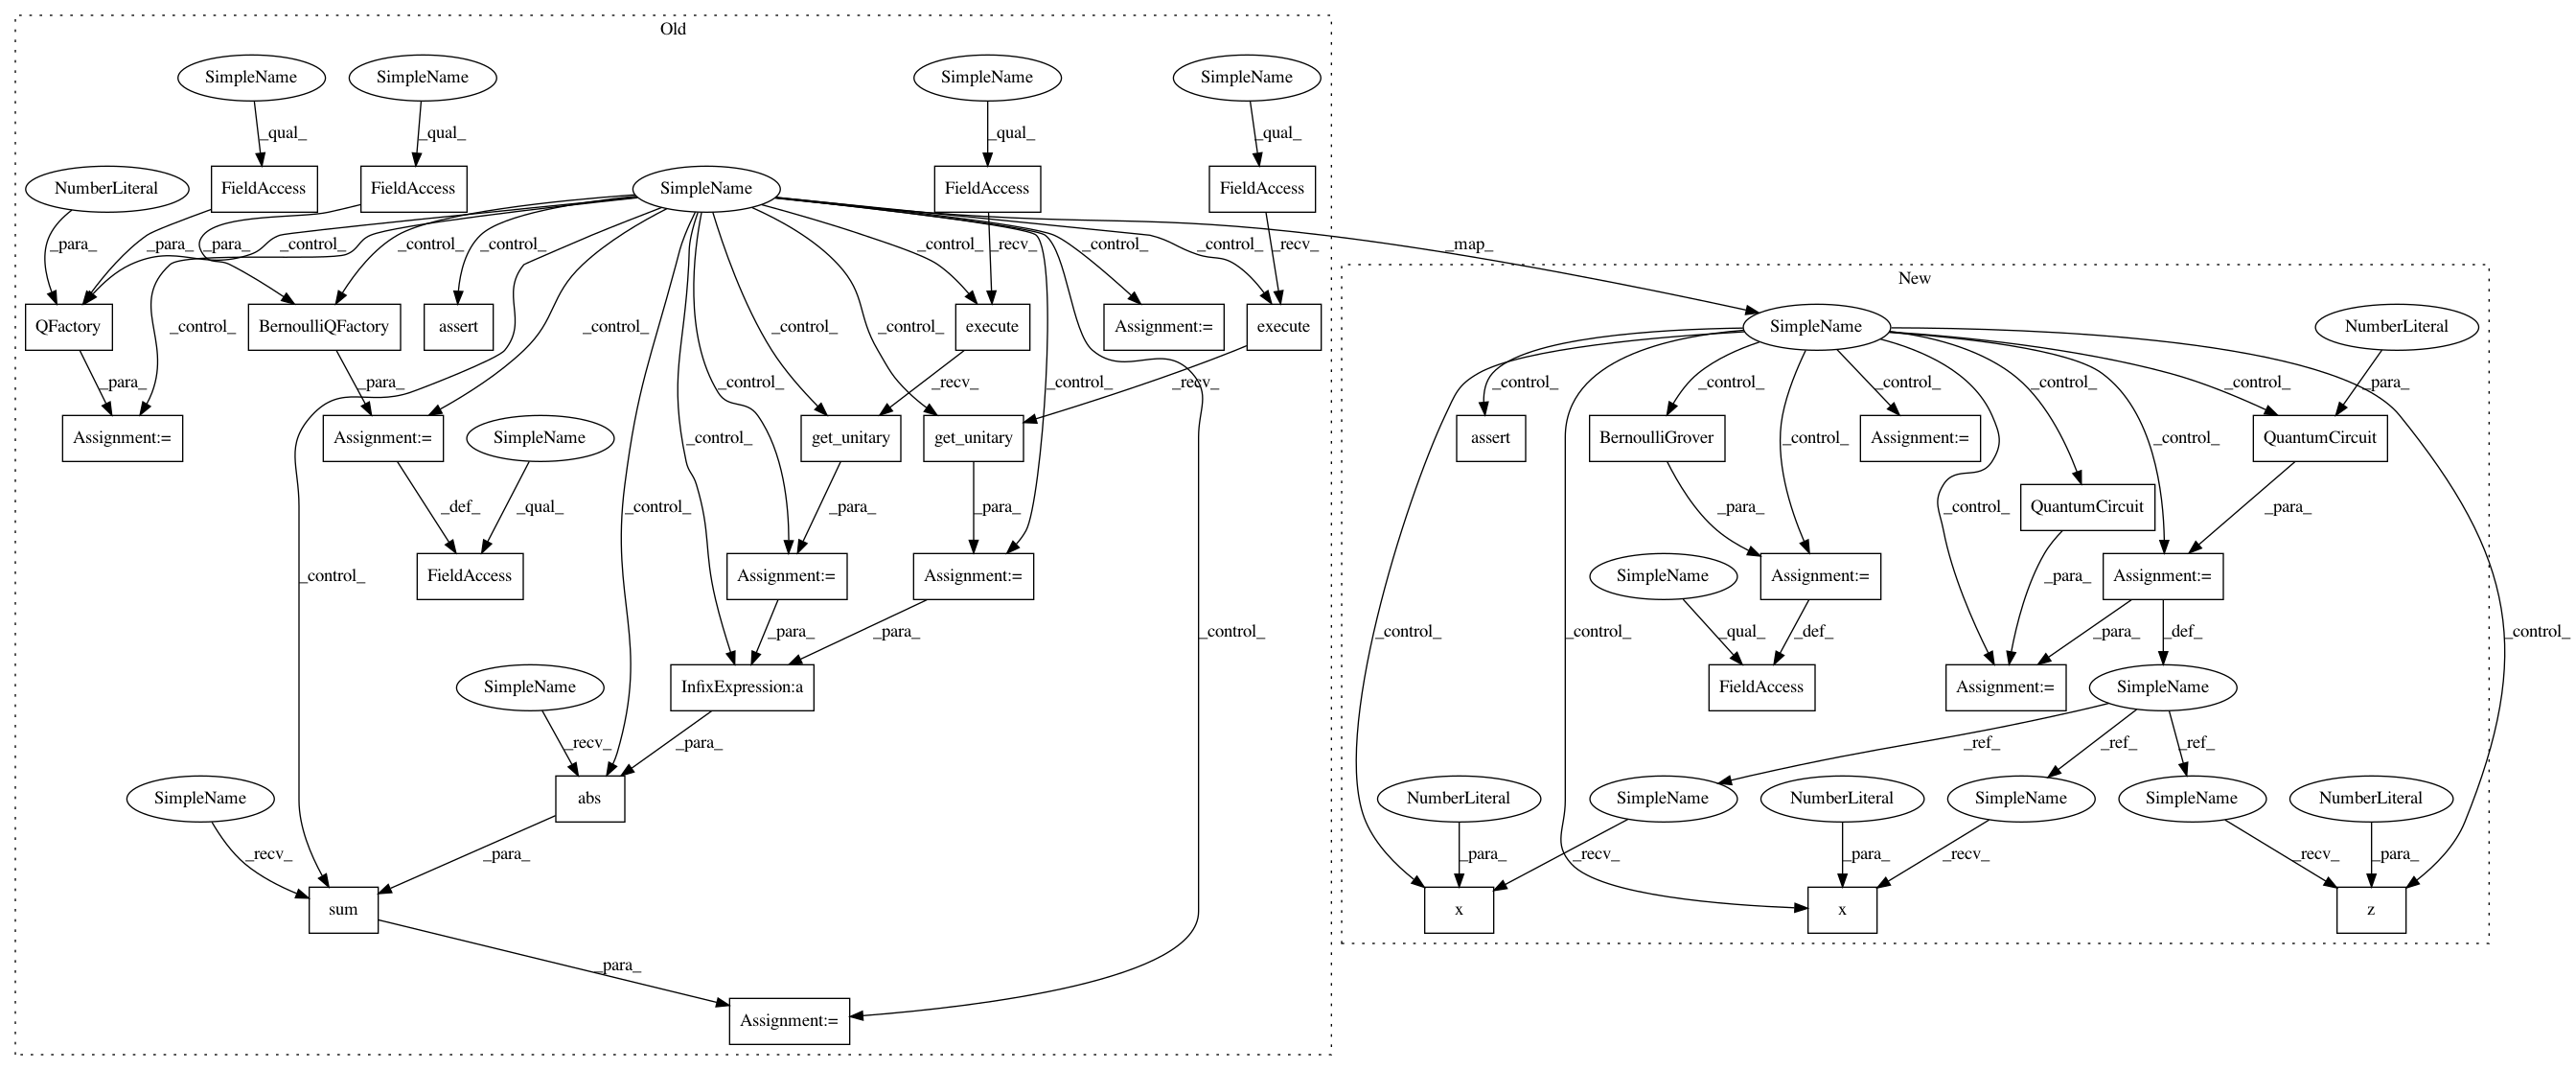 Old
SimpleName
SimpleName
SimpleName
SimpleName
_qual_
_qual_
_qual_
_qual_
NumberLiteral
FieldAccess
FieldAccess
SimpleName
FieldAccess
FieldAccess
_para_
_para_
_para_
_control_
_control_
_control_
_control_
_recv_
_control_
_control_
_recv_
_map_
New
QFactory
_control_
BernoulliQFactory
assert
_control_
_control_
_control_
execute
Assignment:=
execute
SimpleName
NumberLiteral
_para_
_para_
_control_
_recv_
_control_
_recv_
_control_
_control_
_control_
_control_
_control_
_para_
Assignment:=
Assignment:=
SimpleName
_control_
get_unitary
get_unitary
assert
BernoulliGrover
_control_
Assignment:=
_control_
QuantumCircuit
_def_
_qual_
_control_
_para_
_para_
_para_
_control_
QuantumCircuit
_para_
_control_
FieldAccess
Assignment:=
Assignment:=
SimpleName
Assignment:=
_para_
Assignment:=
_para_
_para_
_control_
_control_
_control_
_qual_
_def_
_para_
_def_
_control_
SimpleName
InfixExpression:a
FieldAccess
Assignment:=
SimpleName
_recv_
_para_
_ref_
_ref_
_ref_
SimpleName
abs
NumberLiteral
SimpleName
NumberLiteral
SimpleName
SimpleName
NumberLiteral
_recv_
_para_
_para_
_recv_
_para_
_recv_
_recv_
_para_
sum
x
x
z
_para_
Assignment:=